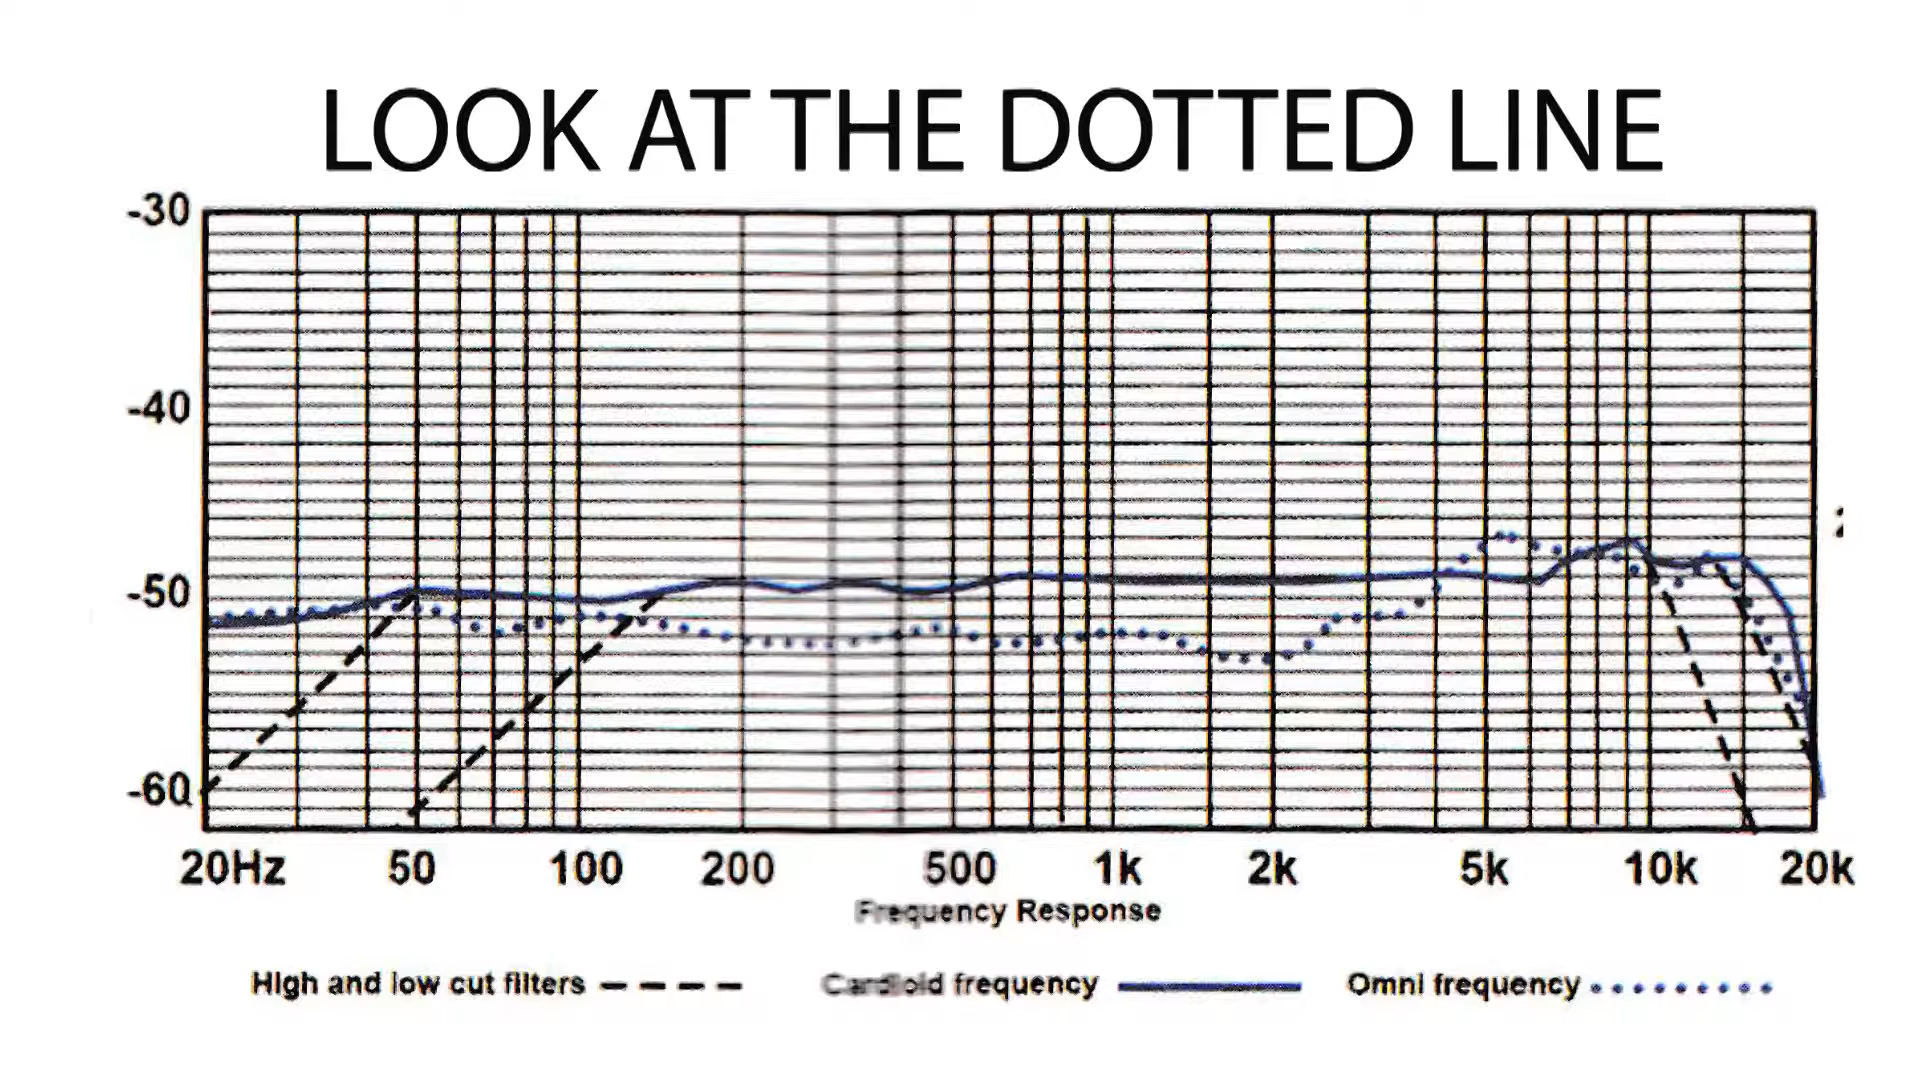 LOOK AT THE DOTTED LINE
-30
-40
-50
-60
20Hz 50 100 200 500 1k 2k 5k 10k 20k
Frequency Response
High and low cut filters Cardioid frequency Omni frequency